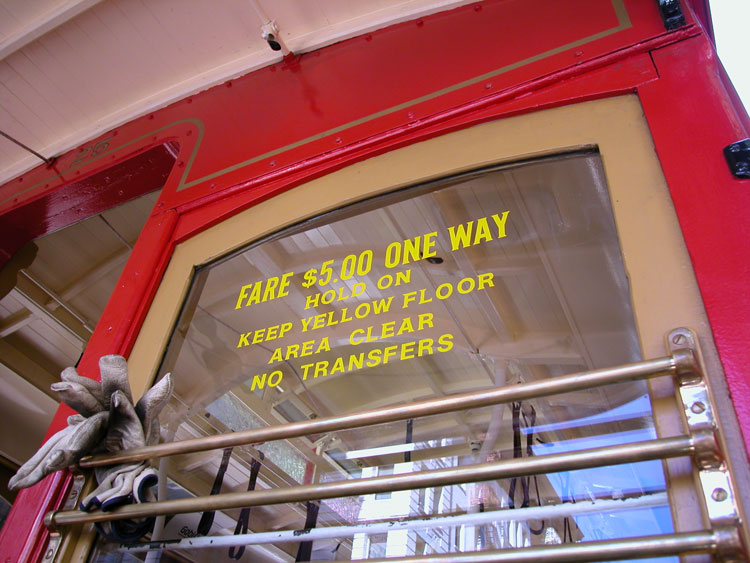 FARE $5.00 ONE WAY
HOLD ON
KEEP YELLOW FLOOR
AREA CLEAR
NO TRANSFERS